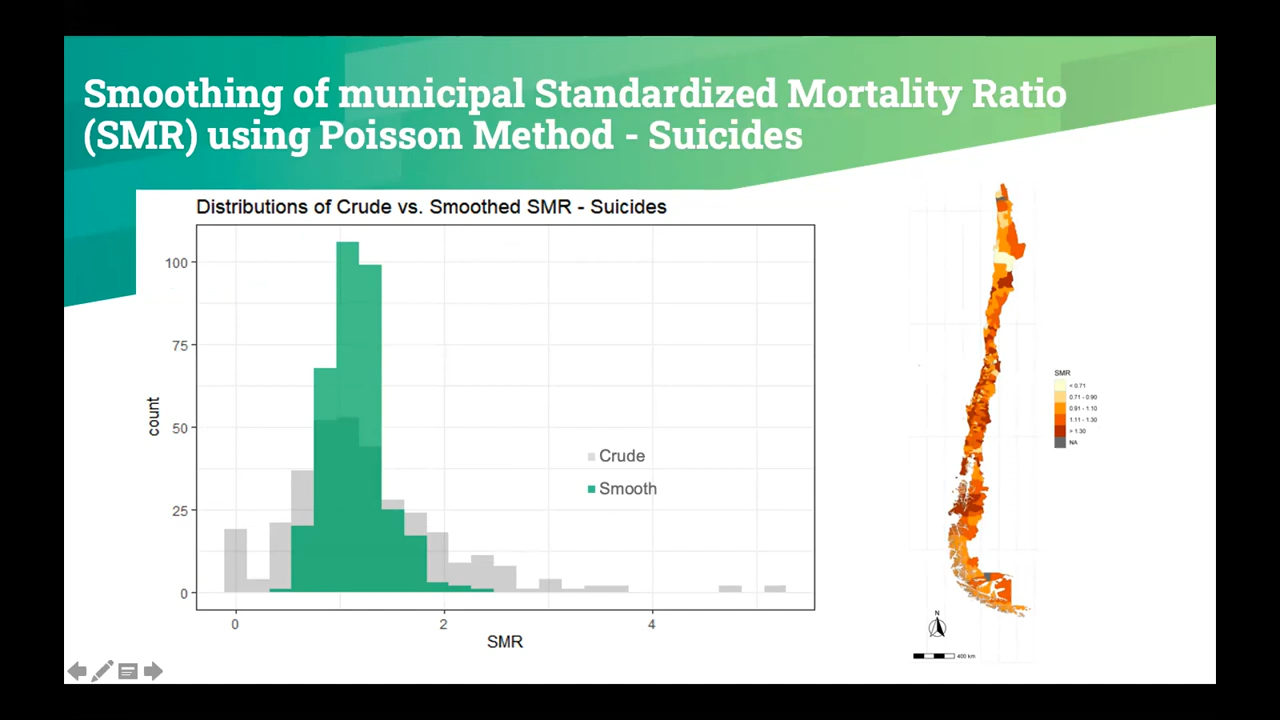 Smoothing of municipal Standardized Mortality Ratio
(SMR) using Poisson Method - Suicides
Distributions of Crude vs. Smoothed SMR - Suicides
100
75
50
25
0
count
0 2 4
SMR
Crude
Smooth
SMR
< 0.71
0.71 - 0.90
0.91 - 1.10
1.11 - 1.30
> 1.30
NA
N
400 km